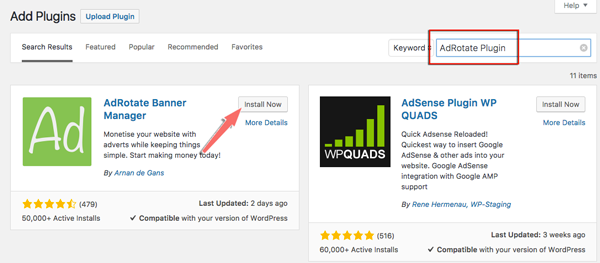 Help
Add Plugins Upload Plugin
Search Results Featured Popular Recommended Favorites Keyword AdRotate Plugin
11 items
Ad
AdRotate Banner
Manager
Install Now
More Details
Monetise your website with
adverts while keeping things
simple. Start making money today!
By Arnan de Gans
(479)
50,000+ Active Installs
Last Updated: 2 days ago
Compatible with your version of WordPress
WPQUADS
AdSense Plugin WP
QUADS
Install Now
More Details
Quick Adsense Reloaded!
Quickest way to insert Google
AdSense & other ads into your
website. Google AdSense
integration with Google AMP
support
By Rene Hermenau, WP-Staging
(516)
60,000+ Active Installs
Last Updated: 3 weeks ago
Compatible with your version of WordPress